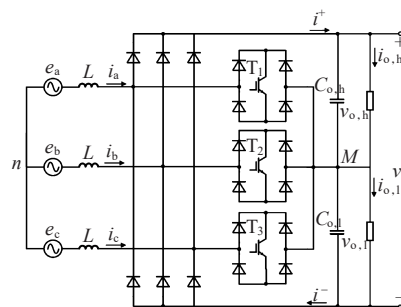 i⁺
+
e_a L i_a T_1 C_o,h i_o,h
v_o,h
e_b L i_b T_2
n M v
i_o,l
e_c L i_c T_3 C_o,l
v_o,l
i⁻
−